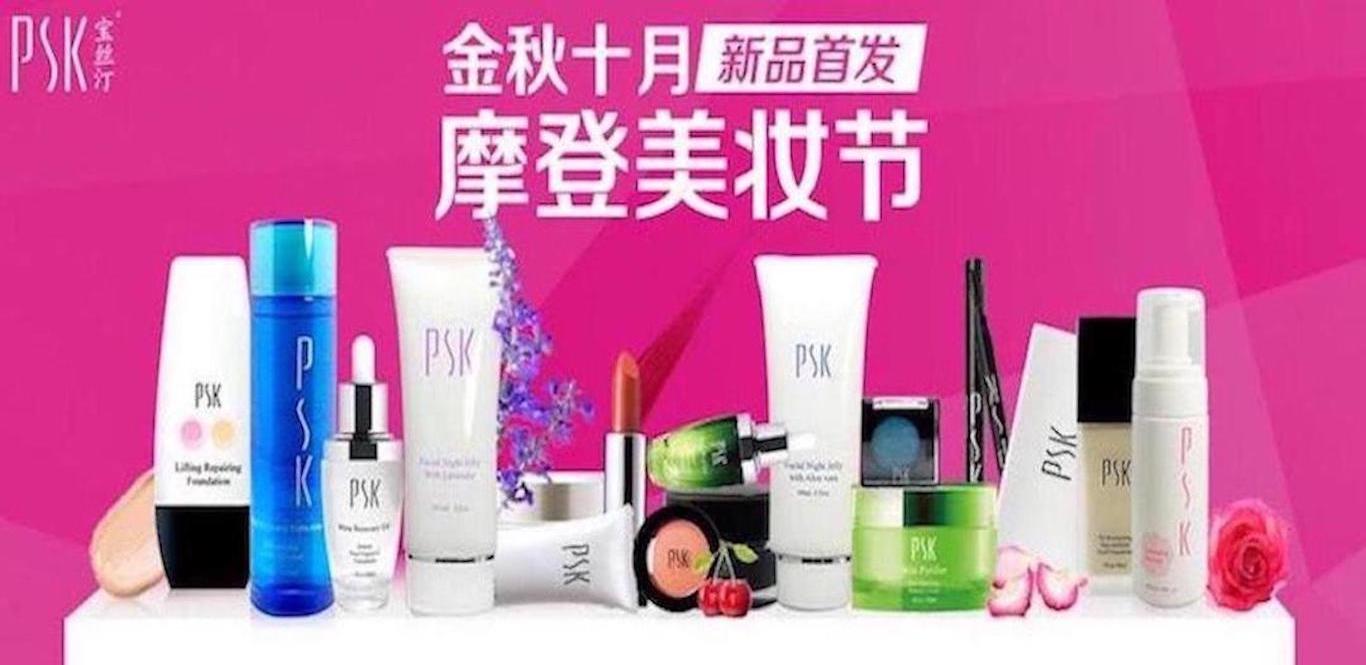 PSK 宝丝汀
金秋十月 新品首发
摩登美妆节
PSK
Lifting Repairing
Foundation
PSK
PSK
PSK
Facial Night Jelly
With Lavender
PSK
PSK
PSK
Facial Night Jelly
With Aloe Vera
PSK
PSK
PSK
PSK
PSK
PSK